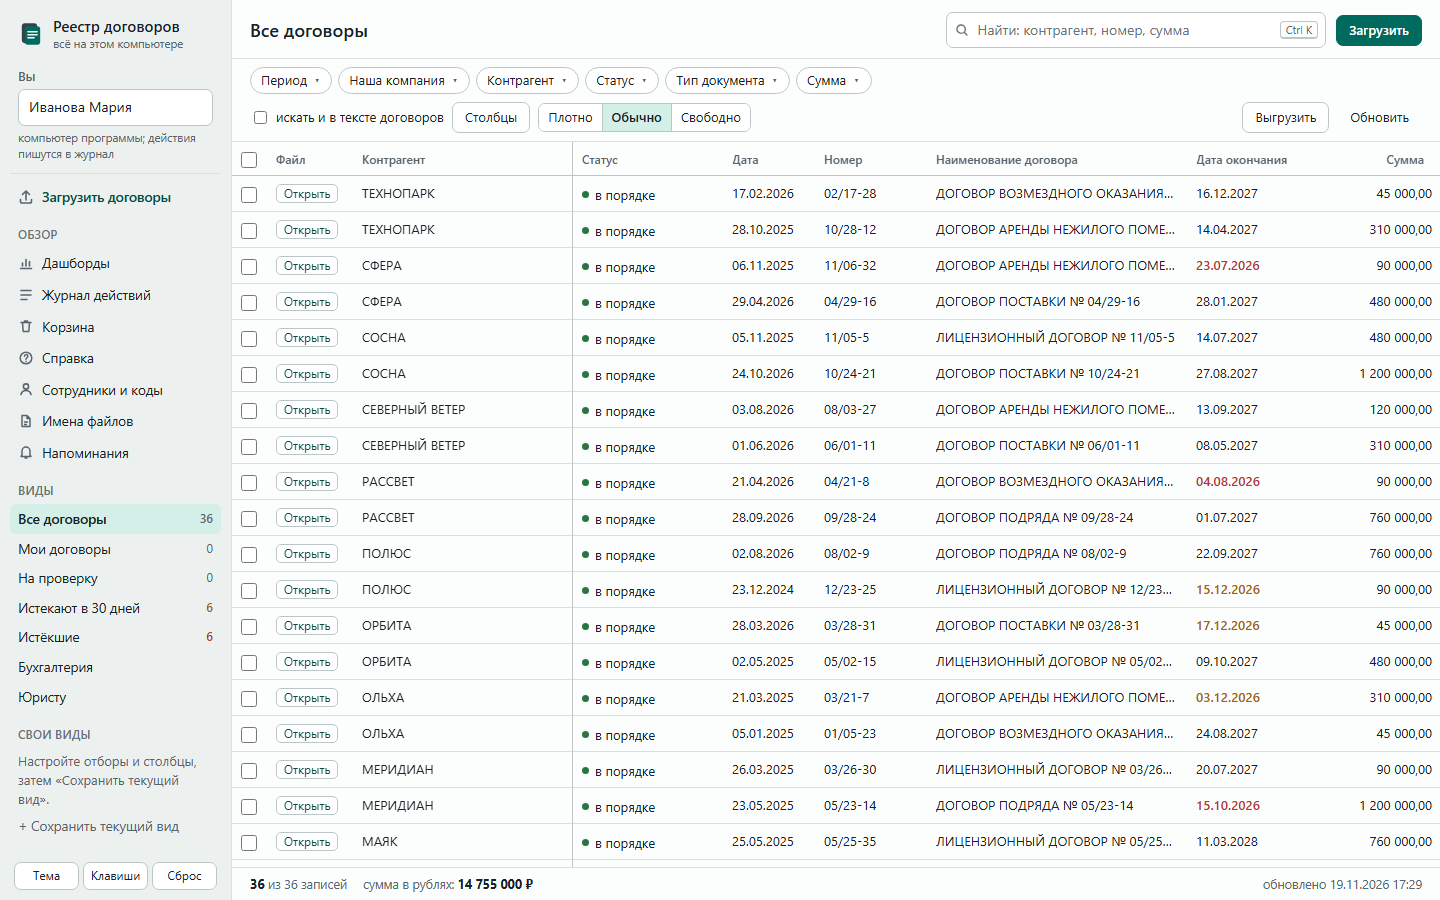 Реестр договоров
всё на этом компьютере
Вы
Иванова Мария
компьютер программы; действия
пишутся в журнал
Загрузить договоры
ОБЗОР
Дашборды
Журнал действий
Корзина
Справка
Сотрудники и коды
Имена файлов
Напоминания
ВИДЫ
Все договоры 36
Мои договоры 0
На проверку 0
Истекают в 30 дней 6
Истёкшие 6
Бухгалтерия
Юристу
СВОИ ВИДЫ
Настройте отборы и столбцы,
затем «Сохранить текущий
вид».
+ Сохранить текущий вид
Тема Клавиши Сброс
Все договоры
Найти: контрагент, номер, сумма Ctrl K
Загрузить
Период Наша компания Контрагент Статус Тип документа Сумма
искать и в тексте договоров Столбцы Плотно Обычно Свободно Выгрузить Обновить
Файл Контрагент Статус Дата Номер Наименование договора Дата окончания Сумма
Открыть ТЕХНОПАРК в порядке 17.02.2026 02/17-28 ДОГОВОР ВОЗМЕЗДНОГО ОКАЗАНИЯ... 16.12.2027 45 000,00
Открыть ТЕХНОПАРК в порядке 28.10.2025 10/28-12 ДОГОВОР АРЕНДЫ НЕЖИЛОГО ПОМЕ... 14.04.2027 310 000,00
Открыть СФЕРА в порядке 06.11.2025 11/06-32 ДОГОВОР АРЕНДЫ НЕЖИЛОГО ПОМЕ... 23.07.2026 90 000,00
Открыть СФЕРА в порядке 29.04.2026 04/29-16 ДОГОВОР ПОСТАВКИ № 04/29-16 28.01.2027 480 000,00
Открыть СОСНА в порядке 05.11.2025 11/05-5 ЛИЦЕНЗИОННЫЙ ДОГОВОР № 11/05-5 14.07.2027 480 000,00
Открыть СОСНА в порядке 24.10.2026 10/24-21 ДОГОВОР ПОСТАВКИ № 10/24-21 27.08.2027 1 200 000,00
Открыть СЕВЕРНЫЙ ВЕТЕР в порядке 03.08.2026 08/03-27 ДОГОВОР АРЕНДЫ НЕЖИЛОГО ПОМЕ... 13.09.2027 120 000,00
Открыть СЕВЕРНЫЙ ВЕТЕР в порядке 01.06.2026 06/01-11 ДОГОВОР ПОСТАВКИ № 06/01-11 08.05.2027 310 000,00
Открыть РАССВЕТ в порядке 21.04.2026 04/21-8 ДОГОВОР ВОЗМЕЗДНОГО ОКАЗАНИЯ... 04.08.2026 90 000,00
Открыть РАССВЕТ в порядке 28.09.2026 09/28-24 ДОГОВОР ПОДРЯДА № 09/28-24 01.07.2027 760 000,00
Открыть ПОЛЮС в порядке 02.08.2026 08/02-9 ДОГОВОР ПОДРЯДА № 08/02-9 22.09.2027 760 000,00
Открыть ПОЛЮС в порядке 23.12.2024 12/23-25 ЛИЦЕНЗИОННЫЙ ДОГОВОР № 12/23... 15.12.2026 90 000,00
Открыть ОРБИТА в порядке 28.03.2026 03/28-31 ДОГОВОР ПОСТАВКИ № 03/28-31 17.12.2026 45 000,00
Открыть ОРБИТА в порядке 02.05.2025 05/02-15 ЛИЦЕНЗИОННЫЙ ДОГОВОР № 05/02... 09.10.2027 480 000,00
Открыть ОЛЬХА в порядке 21.03.2025 03/21-7 ДОГОВОР АРЕНДЫ НЕЖИЛОГО ПОМЕ... 03.12.2026 310 000,00
Открыть ОЛЬХА в порядке 05.01.2025 01/05-23 ДОГОВОР ВОЗМЕЗДНОГО ОКАЗАНИЯ... 24.08.2027 45 000,00
Открыть МЕРИДИАН в порядке 26.03.2025 03/26-30 ЛИЦЕНЗИОННЫЙ ДОГОВОР № 03/26... 20.07.2027 90 000,00
Открыть МЕРИДИАН в порядке 23.05.2025 05/23-14 ДОГОВОР ПОДРЯДА № 05/23-14 15.10.2026 1 200 000,00
Открыть МАЯК в порядке 25.05.2025 05/25-35 ЛИЦЕНЗИОННЫЙ ДОГОВОР № 05/25... 11.03.2028 760 000,00
36 из 36 записей сумма в рублях: 14 755 000 ₽ обновлено 19.11.2026 17:29